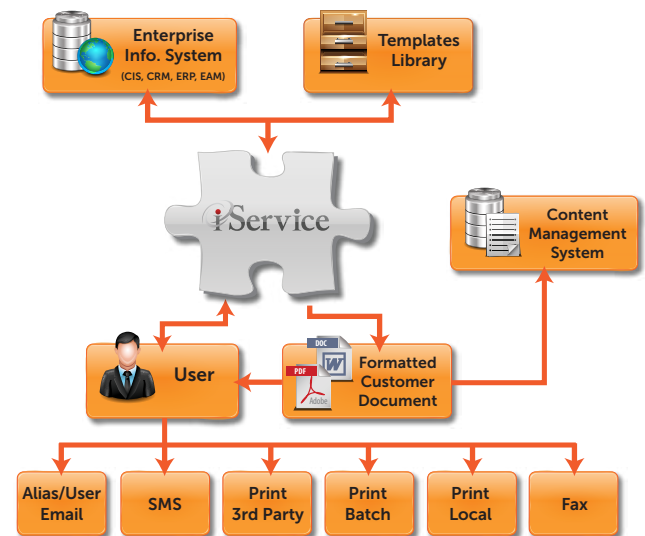 Enterprise
Info. System
(CIS, CRM, ERP, EAM)
Templates
Library
iService
Content
Management
System
User
DOC
W
PDF
Adobe
Formatted
Customer
Document
Alias/User
Email
SMS
Print
3rd Party
Print
Batch
Print
Local
Fax